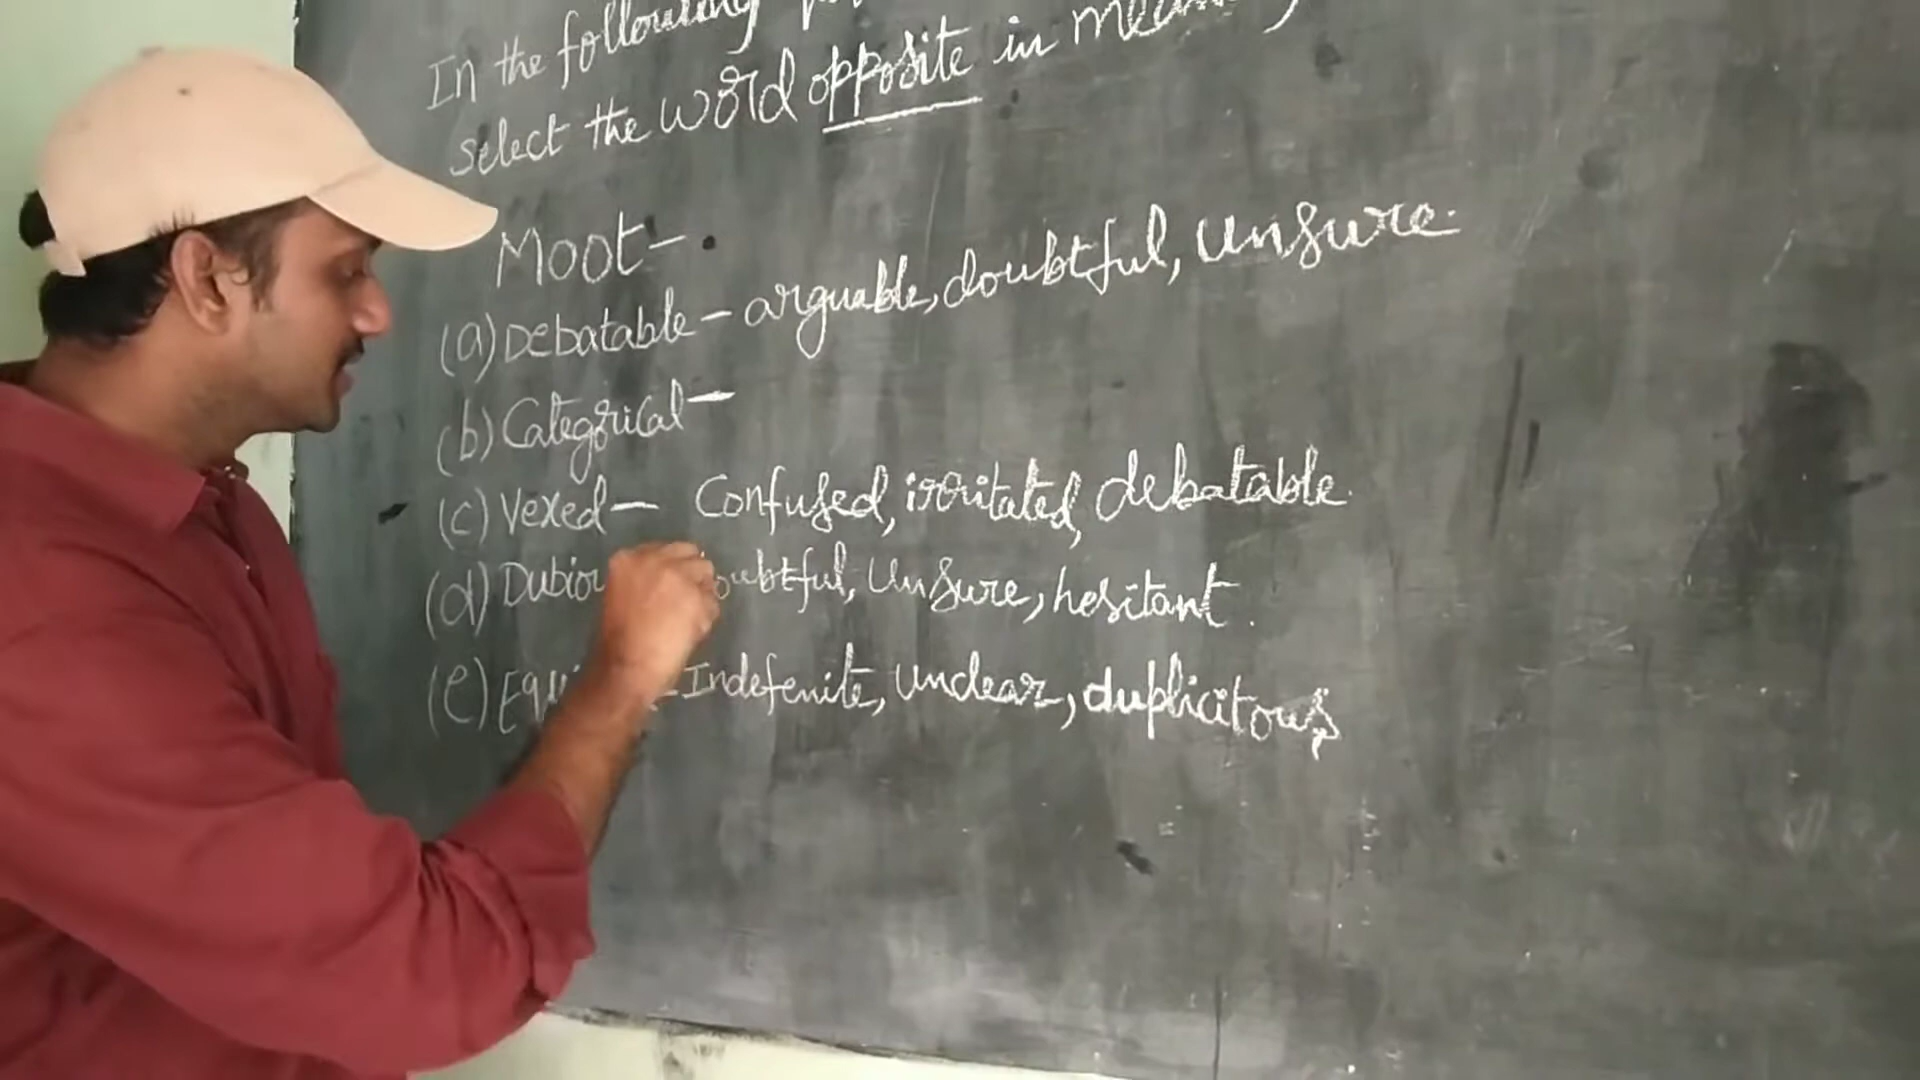 In the following
select the word opposite in
Moot-
(a) Debatable - arguable, doubtful, unsure.
(b) Categorical -
(c) Vexed - Confused, irritated, debatable.
(d) doubtful, unsure, hesitant.
(e) - Indefenite, unclear, duplicitous